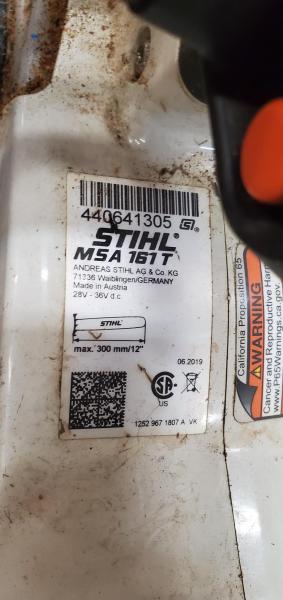 440641305
STIHL
MSA 161 T
ANDREAS STIHL AG & Co. KG
71336 Waiblingen/GERMANY
Made in Austria
28V - 36V d.c.
STIHL
max. 300 mm/12"
06.2019
US
1252 967 1807 A VK
California Proposition 65
Cancer and Reproductive Harm
www.P65Warnings.ca.gov